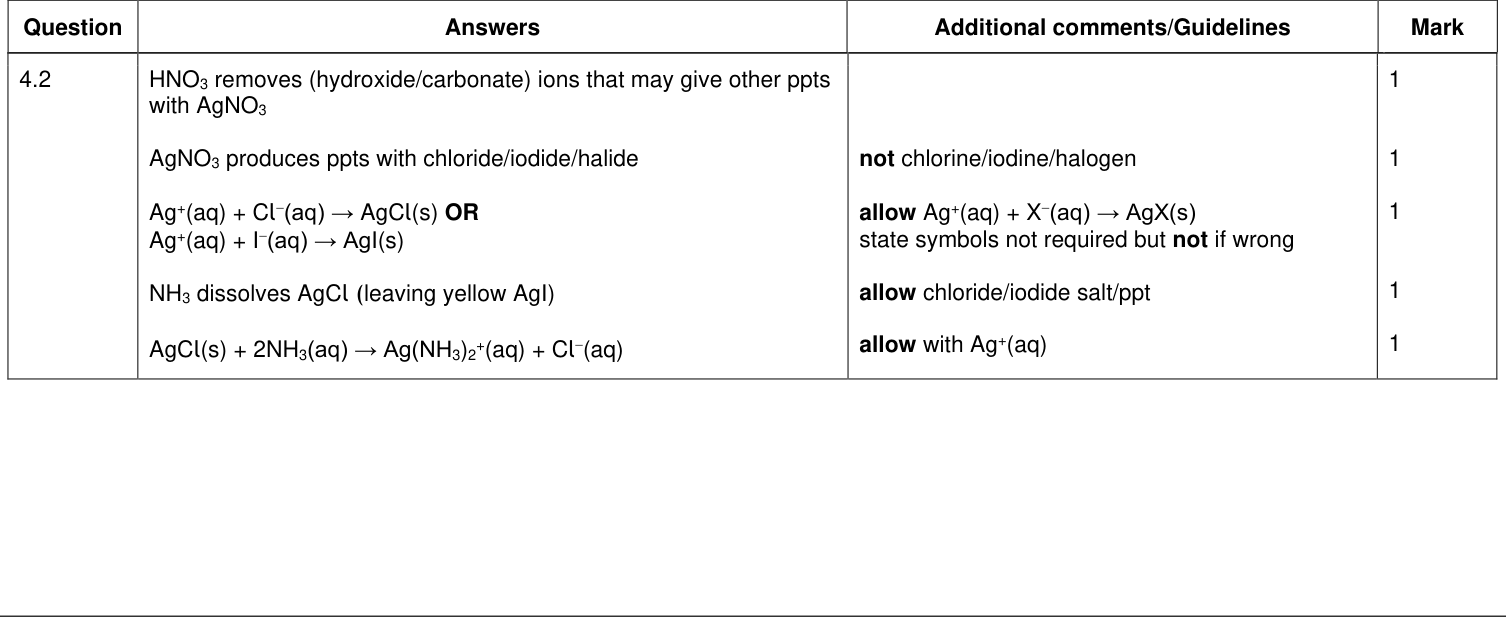 Question Answers Additional comments/Guidelines Mark
4.2 HNO₃ removes (hydroxide/carbonate) ions that may give other ppts 1
with AgNO₃
AgNO₃ produces ppts with chloride/iodide/halide not chlorine/iodine/halogen 1
Ag⁺(aq) + Cl⁻(aq) → AgCl(s) OR allow Ag⁺(aq) + X⁻(aq) → AgX(s) 1
Ag⁺(aq) + I⁻(aq) → AgI(s) state symbols not required but not if wrong
NH₃ dissolves AgCl (leaving yellow AgI) allow chloride/iodide salt/ppt 1
AgCl(s) + 2NH₃(aq) → Ag(NH₃)₂⁺(aq) + Cl⁻(aq) allow with Ag⁺(aq) 1